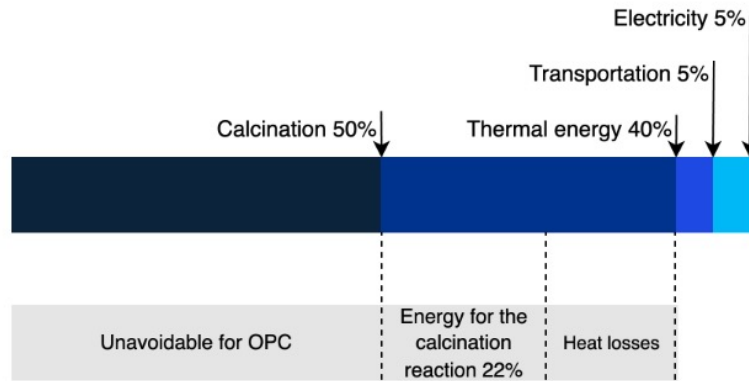 Electricity 5%
Transportation 5%
Calcination 50%
Thermal energy 40%
Unavoidable for OPC
Energy for the
calcination
reaction 22%
Heat losses